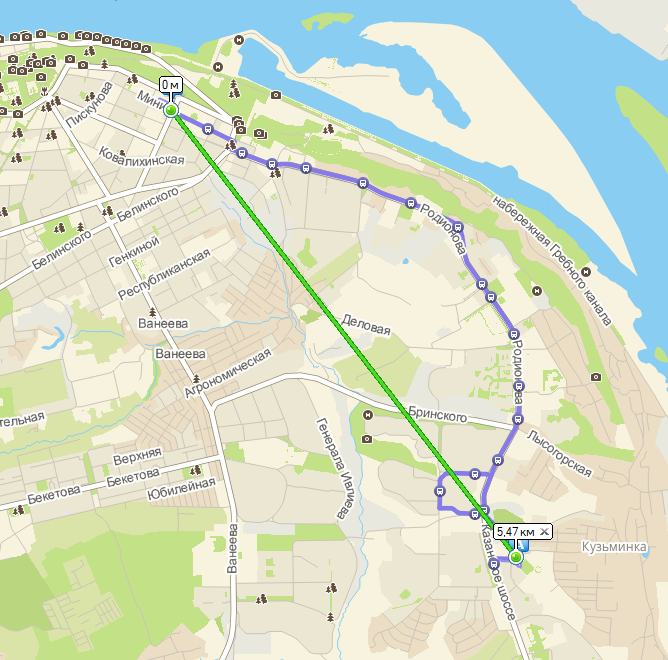 0 м
Мини
Пискунова
Ковалихинская
Белинского
Белинского
Генкиной
Республиканская
набережная Гребного канала
Родионова
Ванеева
Деловая
Ванеева
Родионова
Агрономическая
Бринского
тельная
Лысогорская
Верхняя
Бекетова
Бекетова
Юбилейная
Генерала Ивлиева
Ванеева
5,47 км
Казанское шоссе
Кузьминка